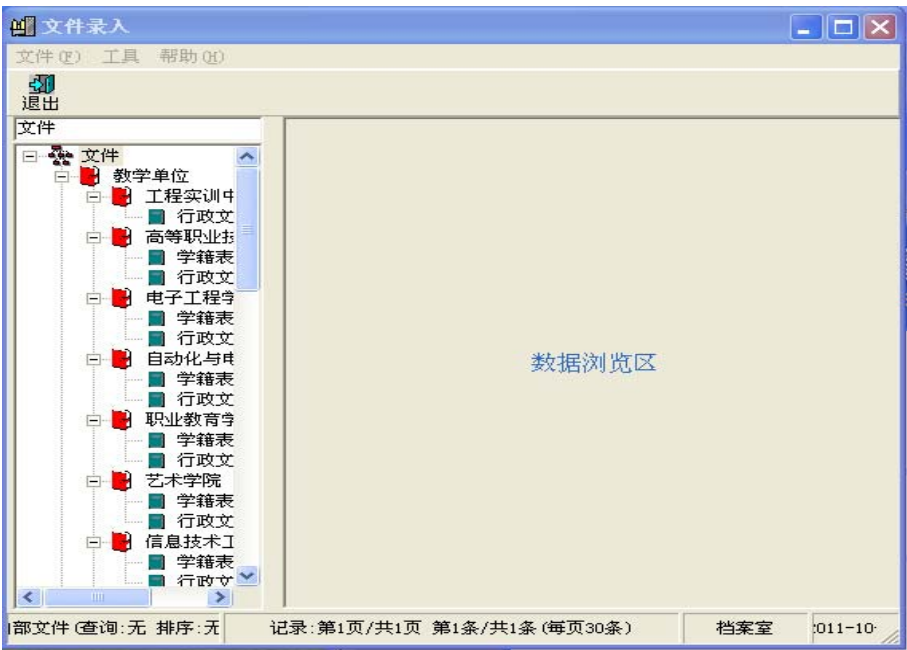 文件录入
文件(F) 工具 帮助(H)
退出
文件
文件
教学单位
工程实训中
行政文
高等职业技
学籍表
行政文
电子工程学
学籍表
行政文
自动化与电
学籍表
行政文
职业教育学
学籍表
行政文
艺术学院
学籍表
行政文
信息技术工
学籍表
行政文
数据浏览区
部文件(查询:无 排序:无
记录:第1页/共1页 第1条/共1条(每页30条)
档案室
2011-10-